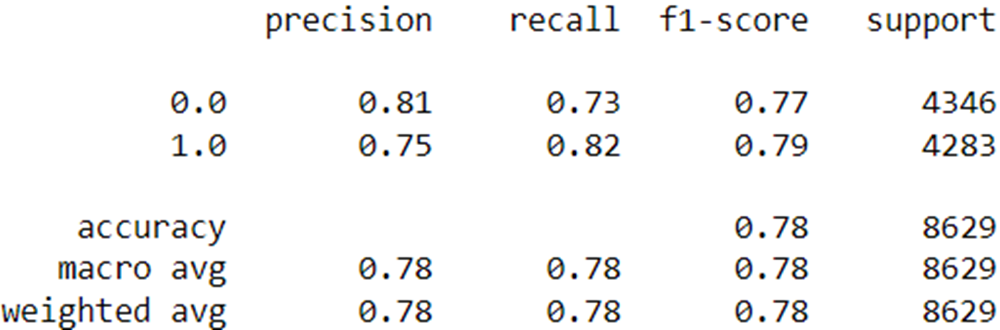 precision recall f1-score support
0.0 0.81 0.73 0.77 4346
1.0 0.75 0.82 0.79 4283
accuracy 0.78 8629
macro avg 0.78 0.78 0.78 8629
weighted avg 0.78 0.78 0.78 8629